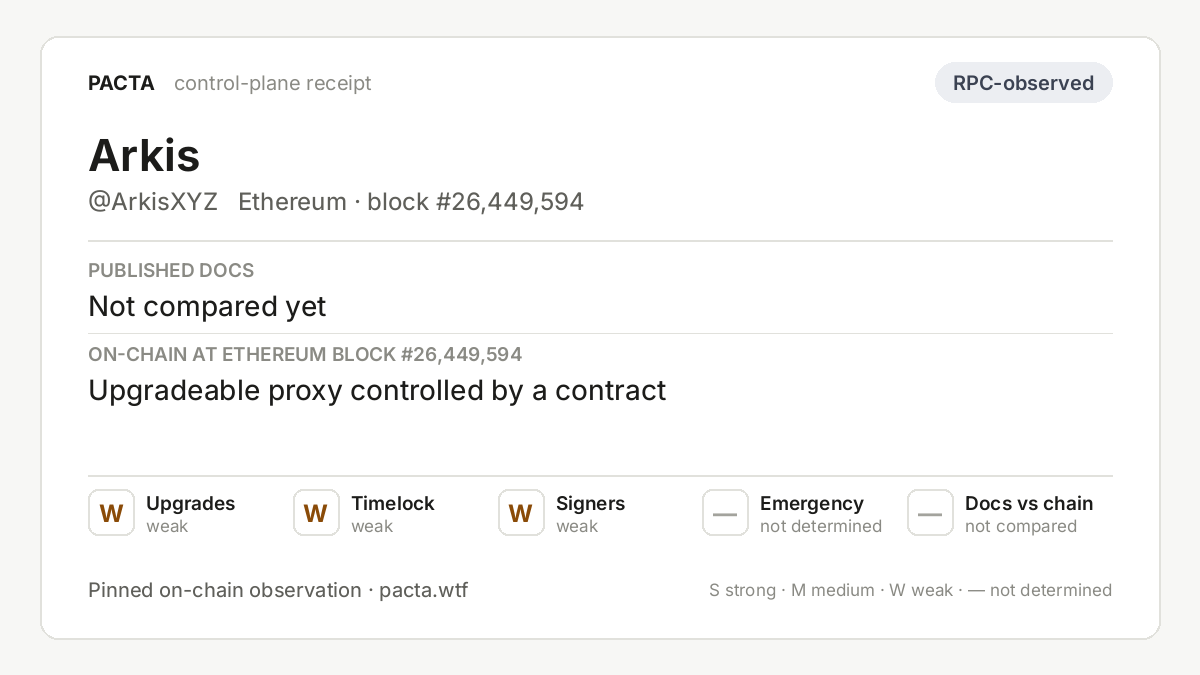 PACTA control-plane receipt RPC-observed
Arkis
@ArkisXYZ Ethereum · block #26,449,594
PUBLISHED DOCS
Not compared yet
ON-CHAIN AT ETHEREUM BLOCK #26,449,594
Upgradeable proxy controlled by a contract
W Upgrades weak
W Timelock weak
W Signers weak
— Emergency not determined
— Docs vs chain not compared
Pinned on-chain observation · pacta.wtf
S strong · M medium · W weak · — not determined